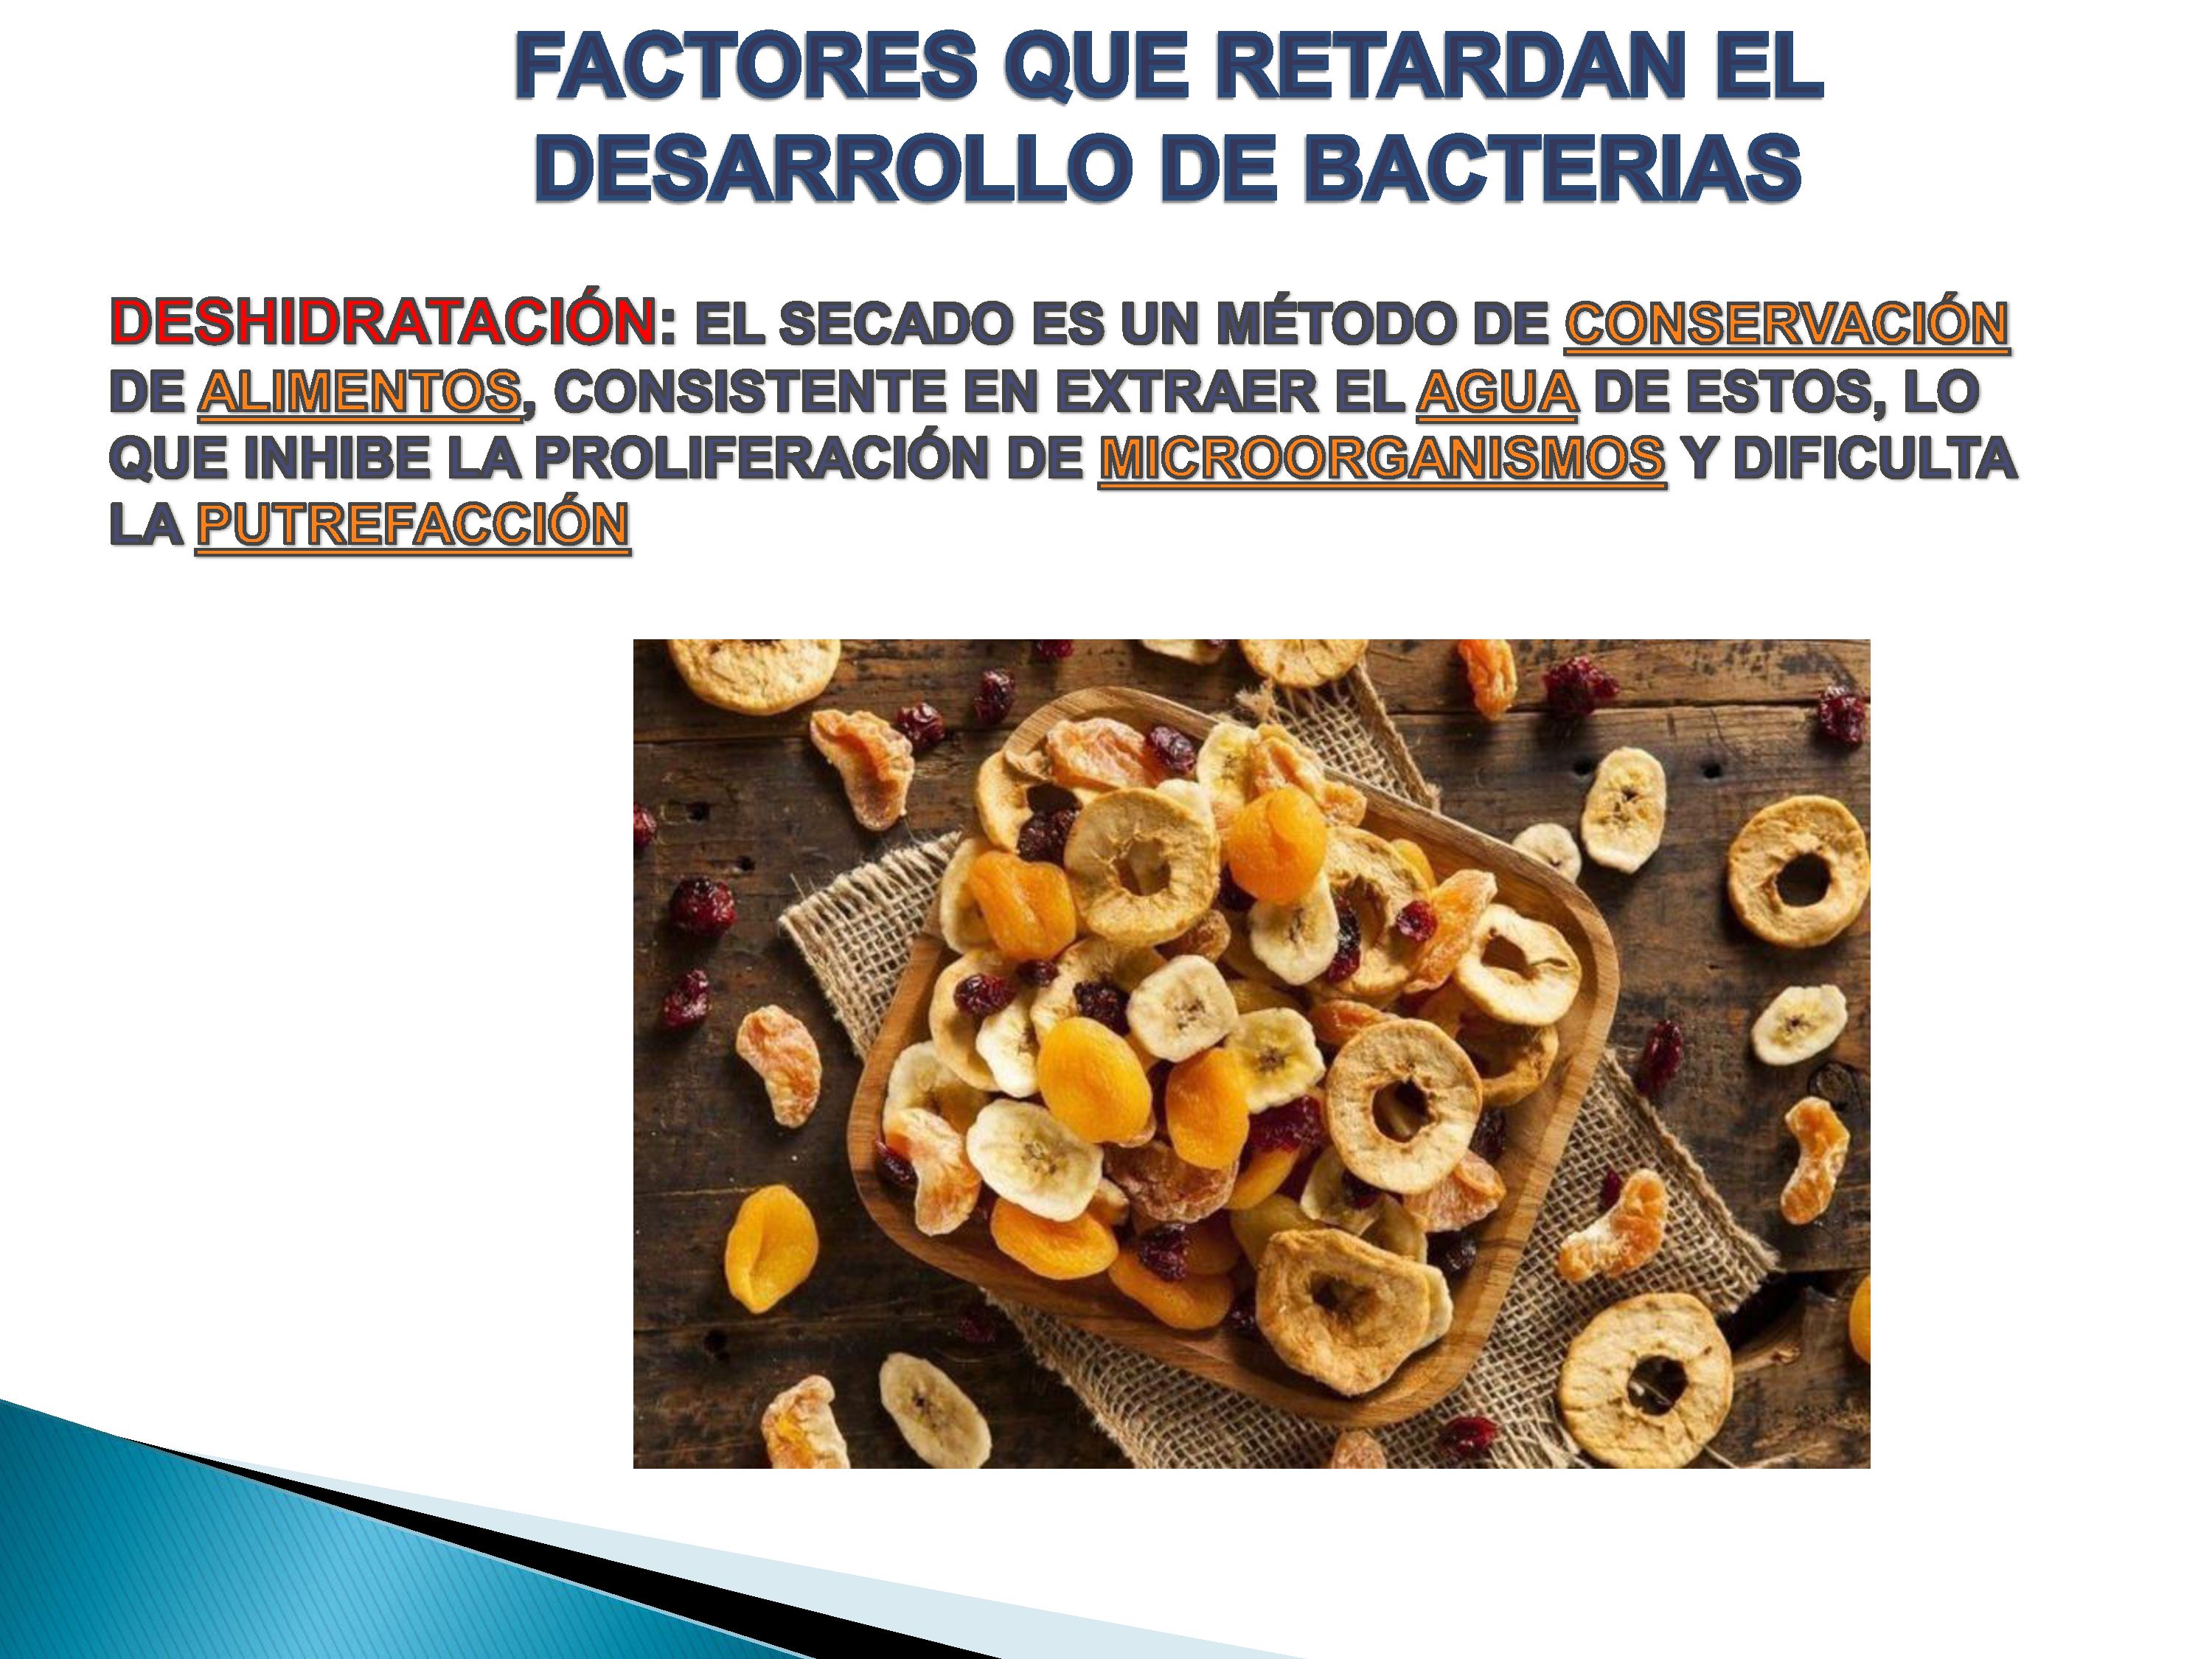 FACTORES QUE RETARDAN EL
DESARROLLO DE BACTERIAS
DESHIDRATACIÓN: EL SECADO ES UN MÉTODO DE CONSERVACIÓN
DE ALIMENTOS, CONSISTENTE EN EXTRAER EL AGUA DE ESTOS, LO
QUE INHIBE LA PROLIFERACIÓN DE MICROORGANISMOS Y DIFICULTA
LA PUTREFACCIÓN